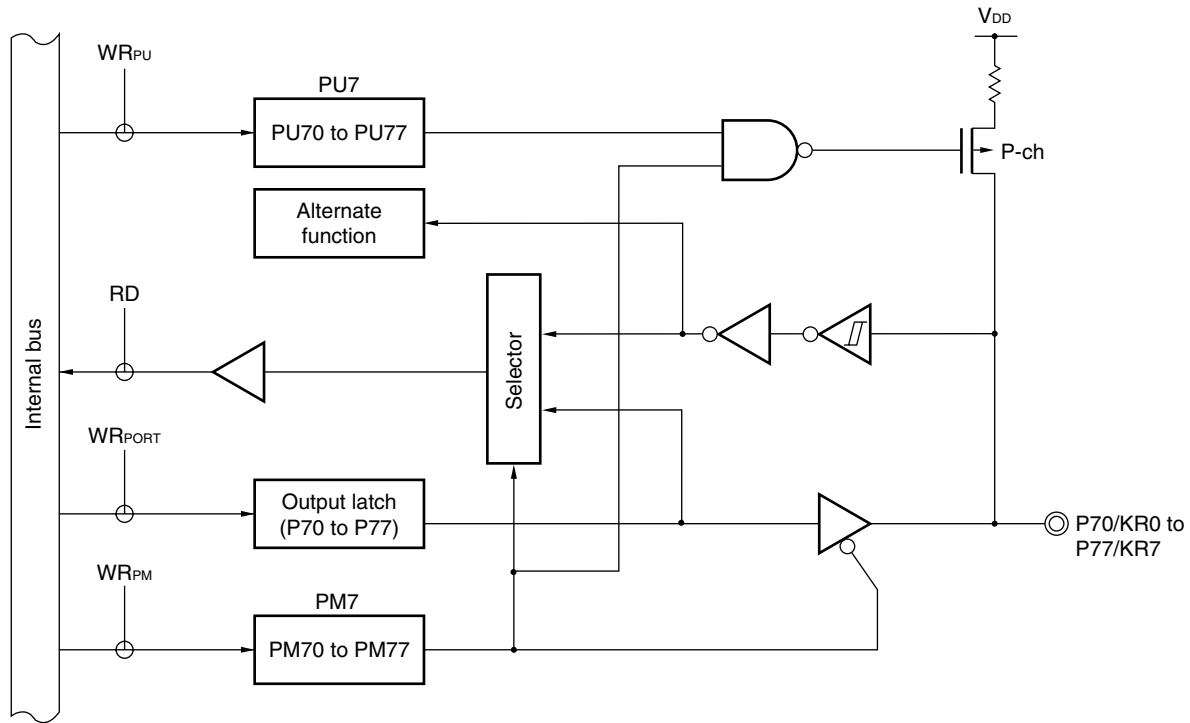 VDD
WRPU
PU7
PU70 to PU77
P-ch
Alternate
function
RD
Internal bus
Selector
WRPORT
Output latch
(P70 to P77)
P70/KR0 to
P77/KR7
WRPM
PM7
PM70 to PM77